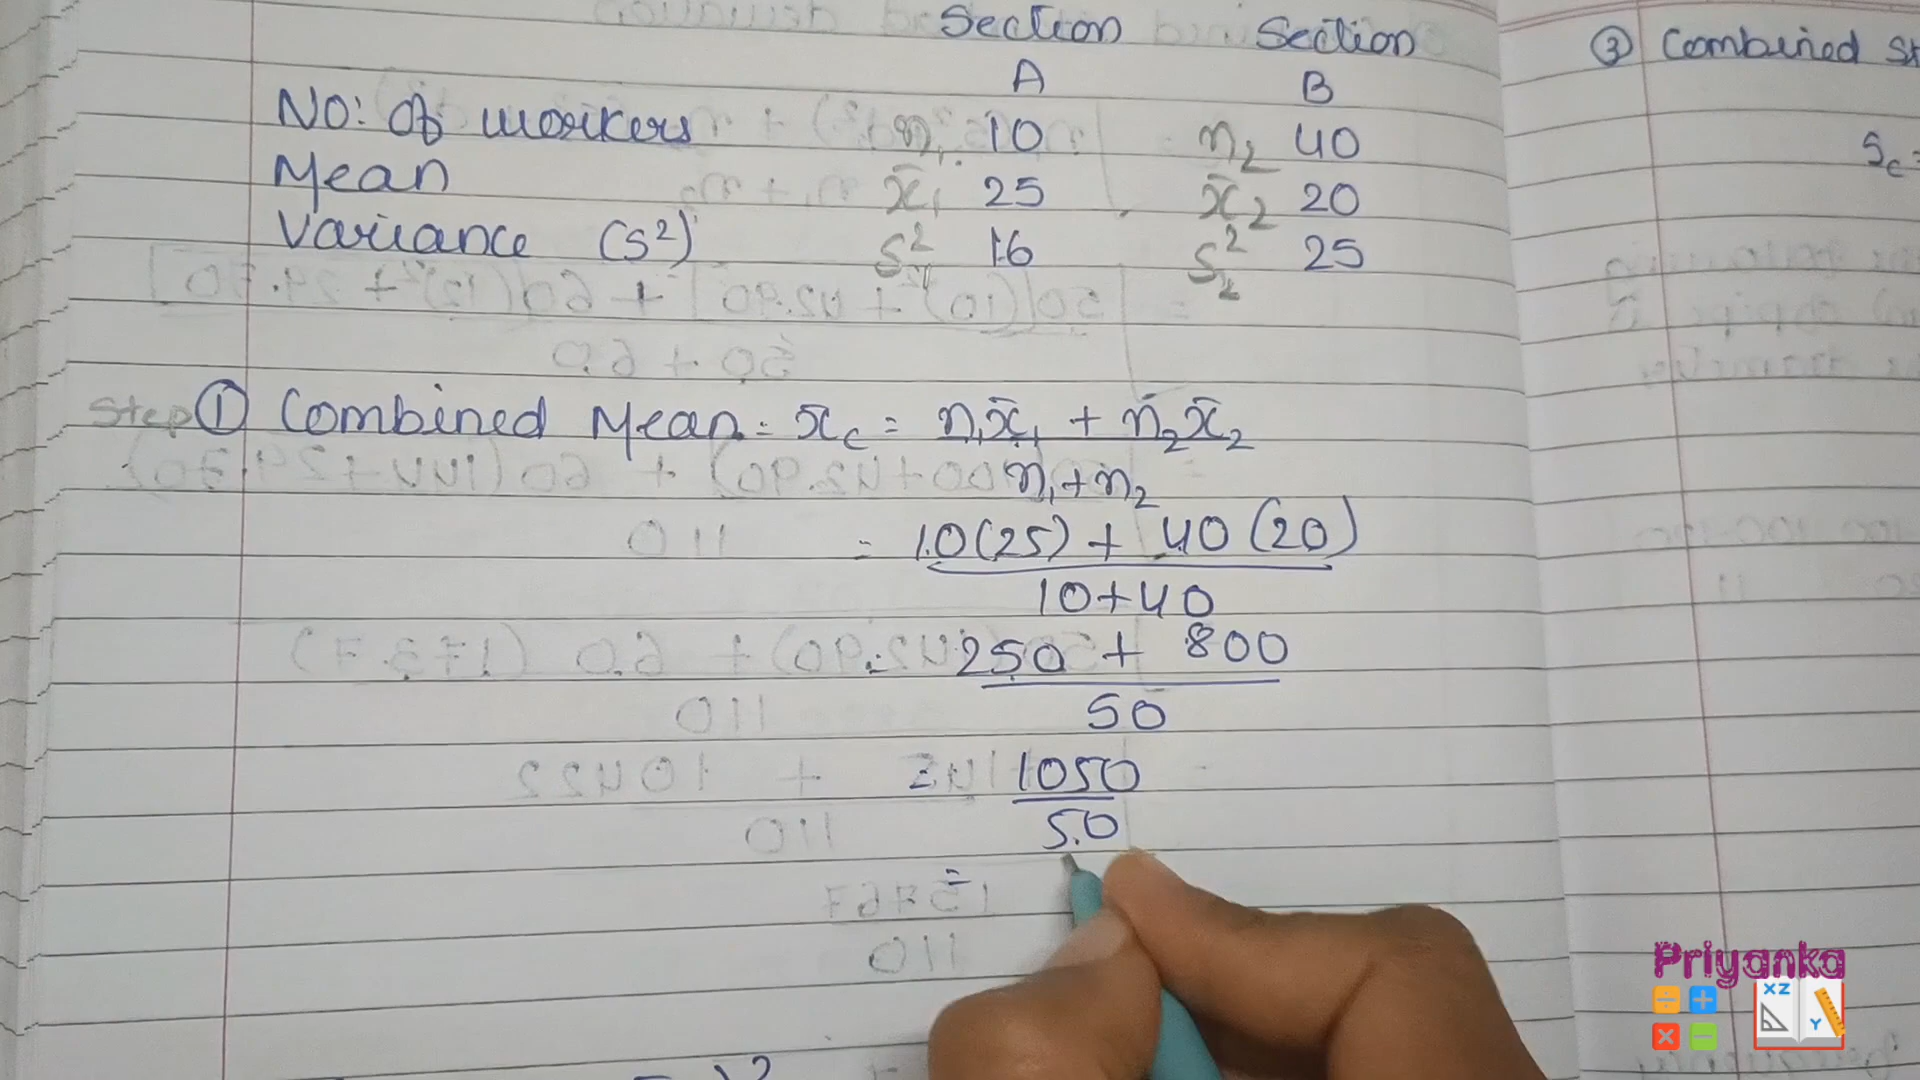 Section Section
A B
No: of workers n₁ 10 n₂ 40
Mean x̄₁ 25 x̄₂ 20
Variance (s²) s₁² 16 s₂² 25
Step ① Combined Mean = x̄c = n₁x̄₁ + n₂x̄₂
n₁+n₂
= 10(25) + 40(20)
10+40
= 250 + 800
50
= 1050
50
=
③ Combined
Sc =
Priyanka
XZ
Y